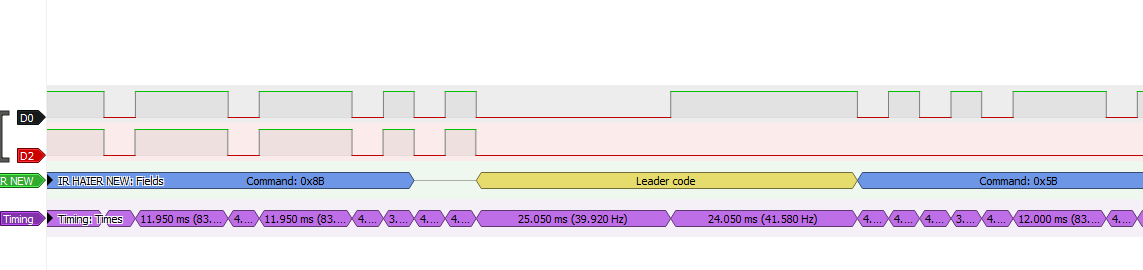 D0
D2
R NEW
IR HAIER NEW: Fields
Command: 0x8B
Leader code
Command: 0x5B
Timing
Timing: Times
11.950 ms (83.…
4.…
11.950 ms (83.…
4.…
3.…
4.…
4.…
25.050 ms (39.920 Hz)
24.050 ms (41.580 Hz)
4.…
4.…
4.…
3.…
4.…
12.000 ms (83.…
4.…